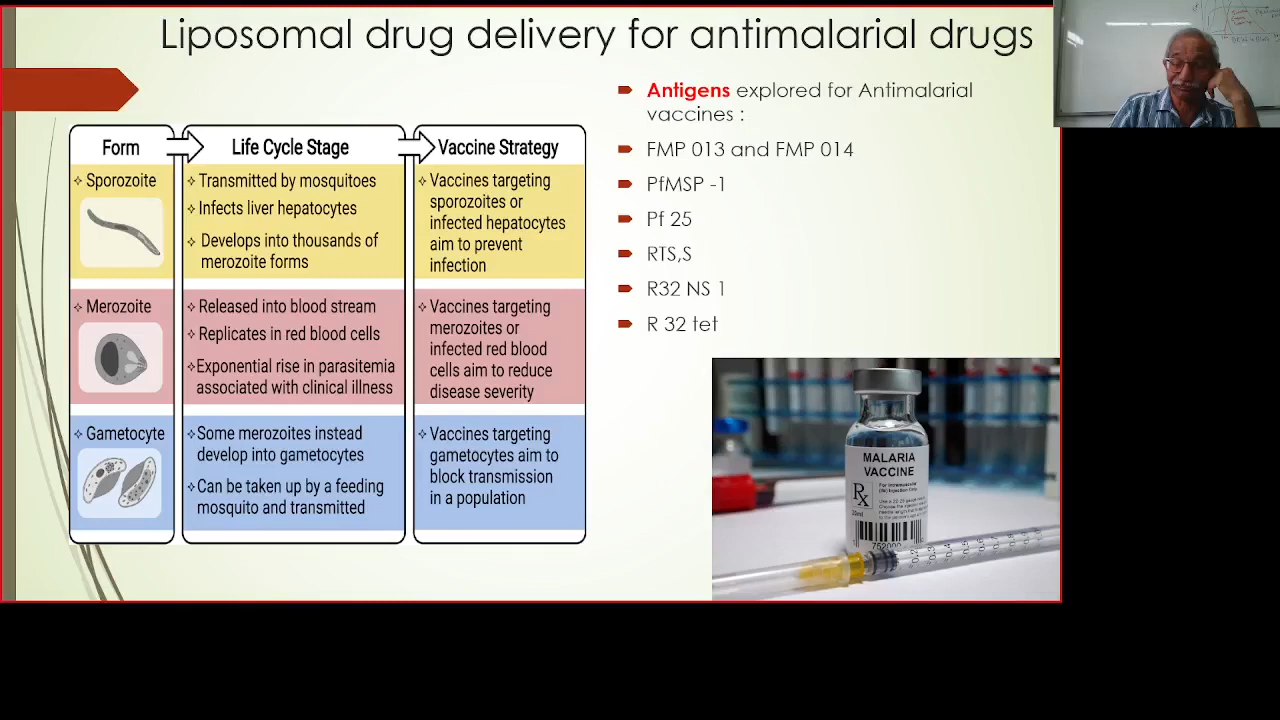 Liposomal drug delivery for antimalarial drugs
Antigens explored for Antimalarial
vaccines :
FMP 013 and FMP 014
PfMSP -1
Pf 25
RTS,S
R32 NS 1
R 32 tet
Form
Life Cycle Stage
Vaccine Strategy
Sporozoite
Transmitted by mosquitoes
Infects liver hepatocytes
Develops into thousands of
merozoite forms
Vaccines targeting
sporozoites or
infected hepatocytes
aim to prevent
infection
Merozoite
Released into blood stream
Replicates in red blood cells
Exponential rise in parasitemia
associated with clinical illness
Vaccines targeting
merozoites or
infected red blood
cells aim to reduce
disease severity
Gametocyte
Some merozoites instead
develop into gametocytes
Can be taken up by a feeding
mosquito and transmitted
Vaccines targeting
gametocytes aim to
block transmission
in a population
MALARIA
VACCINE
Rx